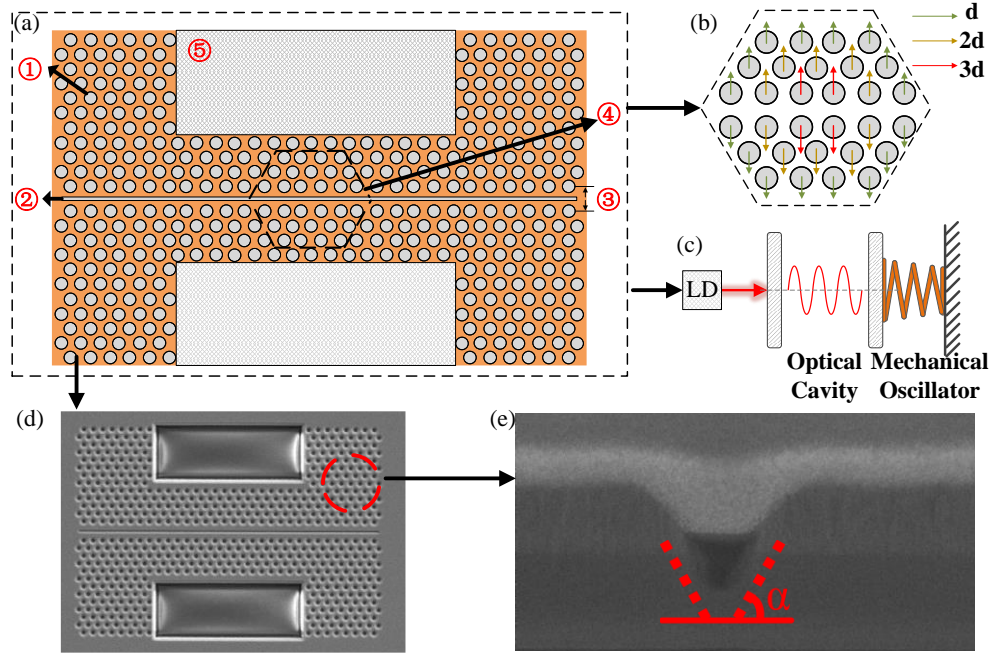 (a)
①
②
③
④
⑤
(b)
d
2d
3d
(c)
LD
Optical
Cavity
Mechanical
Oscillator
(d)
(e)
α